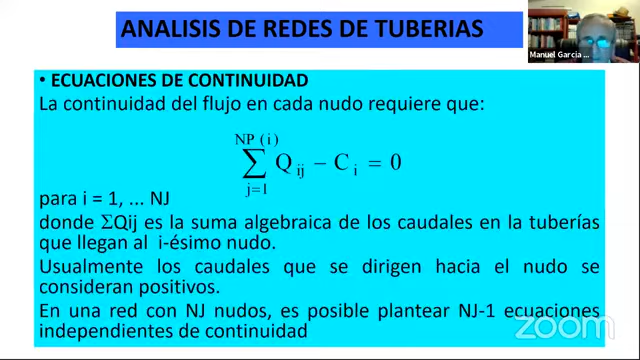 ANALISIS DE REDES DE TUBERIAS
Manuel Garcia ...
• ECUACIONES DE CONTINUIDAD
La continuidad del flujo en cada nudo requiere que:
NP (i)
∑ Q ij − C i = 0
j=1
para i = 1, ... NJ
donde ΣQij es la suma algebraica de los caudales en la tuberías
que llegan al i-ésimo nudo.
Usualmente los caudales que se dirigen hacia el nudo se
consideran positivos.
En una red con NJ nudos, es posible plantear NJ-1 ecuaciones
independientes de continuidad
zoom